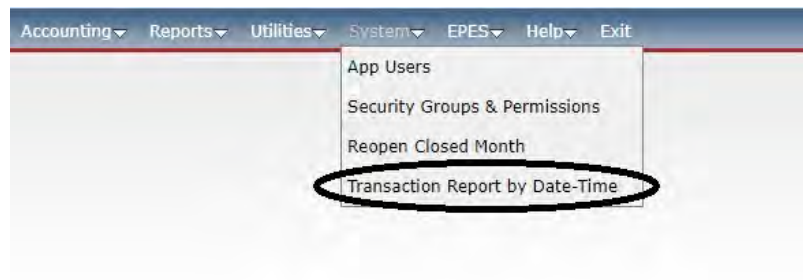 Accounting Reports Utilities System EPES Help Exit
App Users
Security Groups & Permissions
Reopen Closed Month
Transaction Report by Date-Time